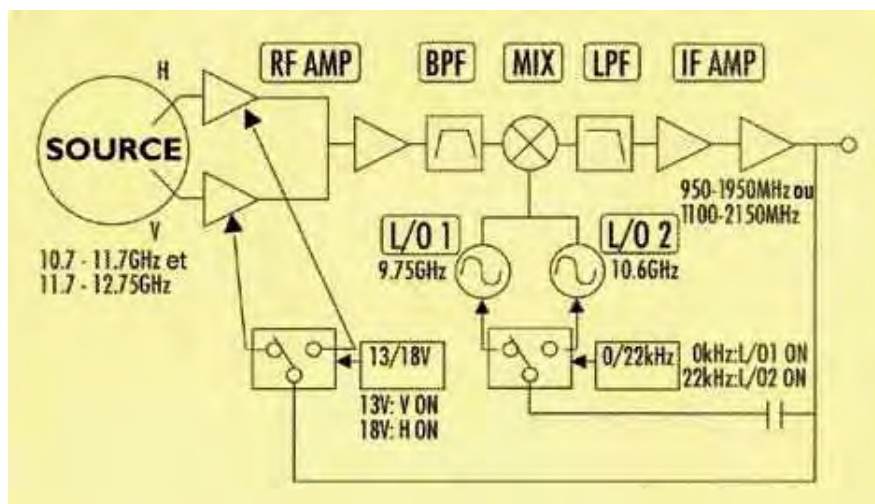 H
RF AMP
BPF
MIX
LPF
IF AMP
SOURCE
V
10.7 - 11.7GHz et
11.7 - 12.75GHz
950-1950MHz ou
1100-2150MHz
L/O 1
L/O 2
9.75GHz
10.6GHz
13/18V
13V: V ON
18V: H ON
0/22kHz
0kHz:L/O1 ON
22kHz:L/O2 ON